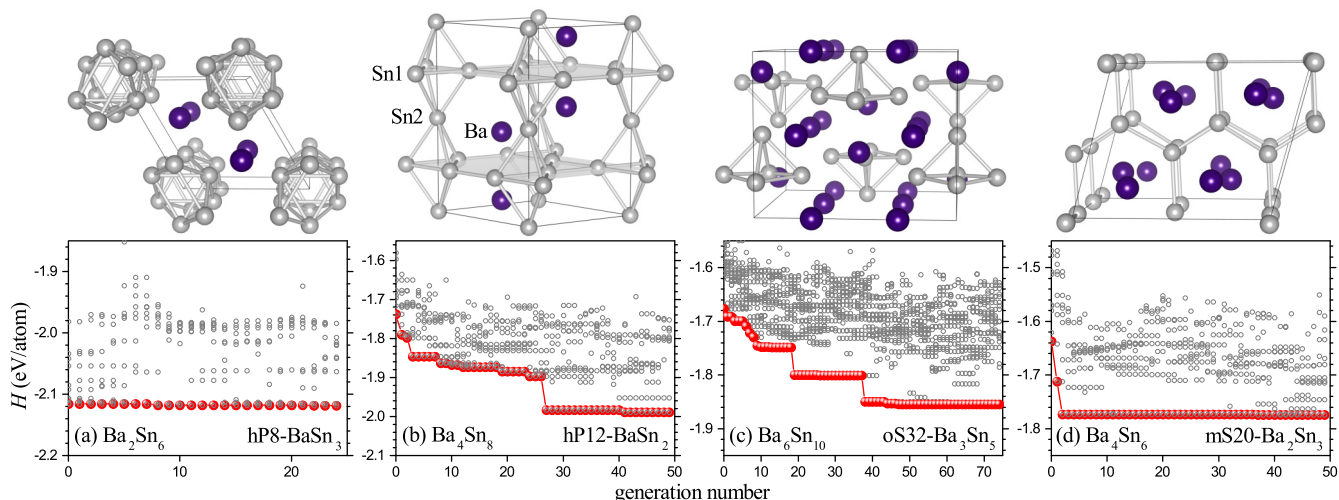 Sn1
Sn2
Ba
H (eV/atom)
-1.9
-2.0
-2.1
-2.2
(a) Ba₂Sn₆ hP8-BaSn₃
0 10 20
-1.6
-1.7
-1.8
-1.9
-2.0
-2.1
(b) Ba₄Sn₈ hP12-BaSn₂
0 10 20 30 40 50
-1.6
-1.7
-1.8
-1.9
(c) Ba₆Sn₁₀ oS32-Ba₃Sn₅
0 10 20 30 40 50 60 70
-1.5
-1.6
-1.7
-1.8
(d) Ba₄Sn₆ mS20-Ba₂Sn₃
0 10 20 30 40 50
generation number